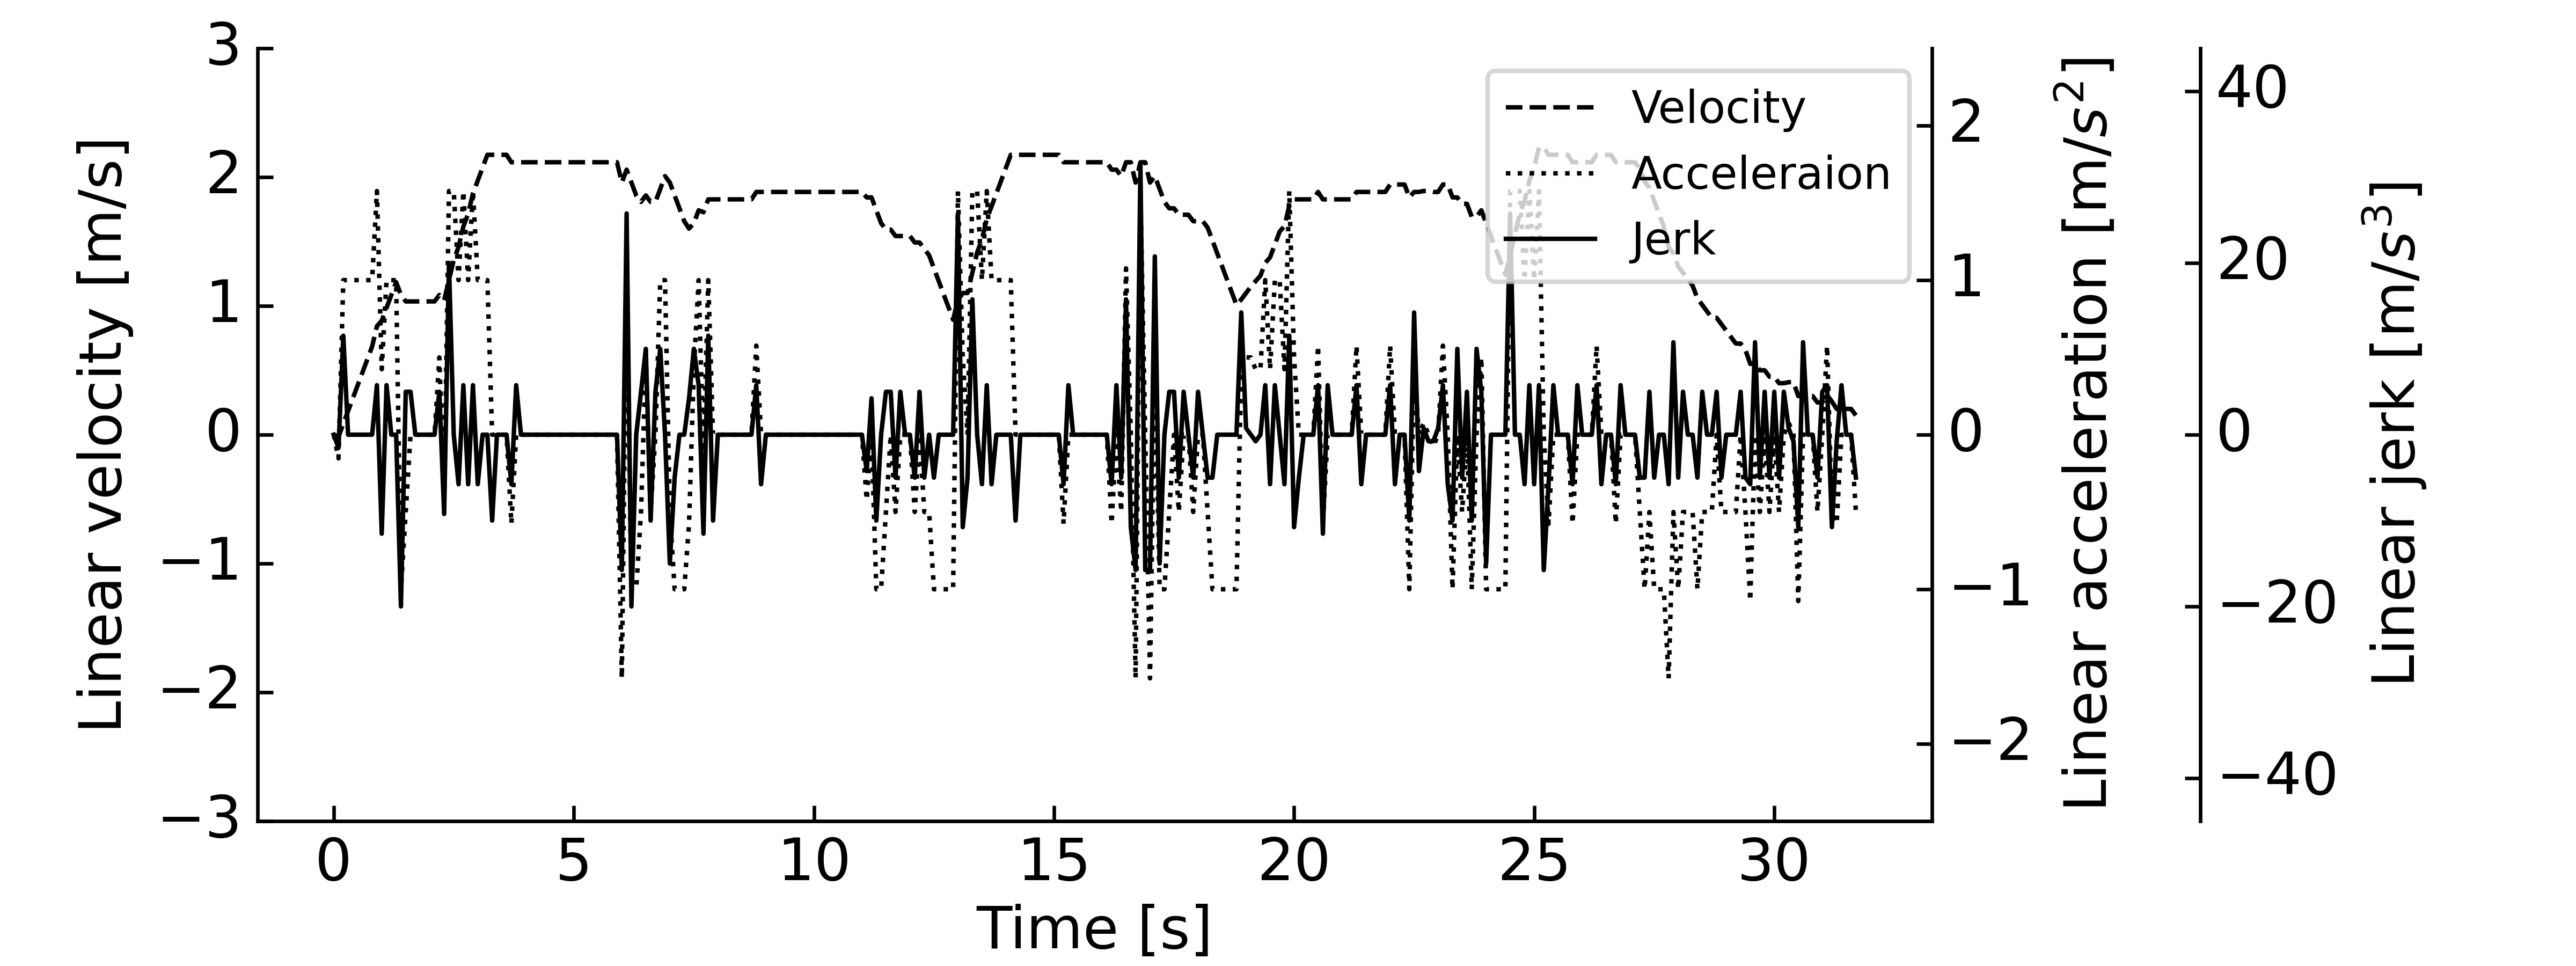 Linear velocity [m/s]
3
2
1
0
−1
−2
−3
0 5 10 15 20 25 30
Time [s]
Velocity
Acceleraion
Jerk
2
1
0
−1
−2
Linear acceleration [m/s²]
40
20
0
−20
−40
Linear jerk [m/s³]